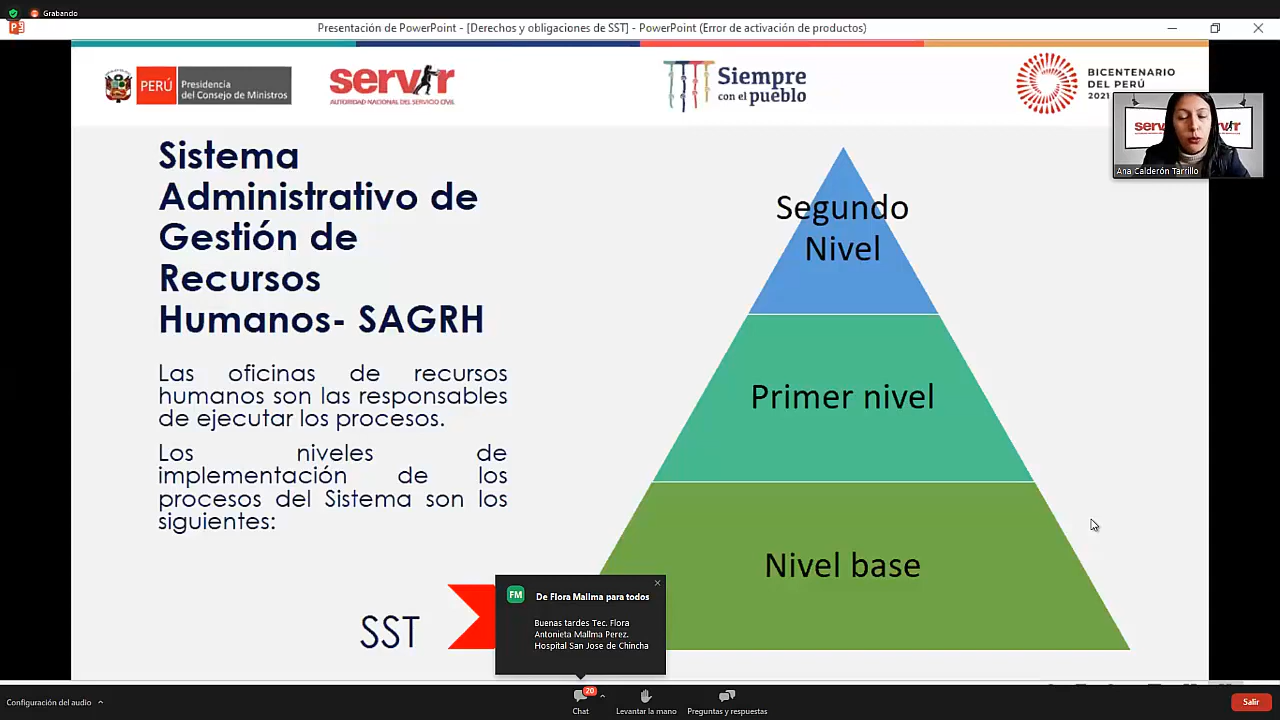 Grabando
Presentación de PowerPoint - [Derechos y obligaciones de SST] - PowerPoint (Error de activación de productos)
PERÚ
Presidencia
del Consejo de Ministros
servir
AUTORIDAD NACIONAL DEL SERVICIO CIVIL
Siempre
con el pueblo
BICENTENARIO
DEL PERÚ
2021
Ana Calderón Tarrillo
Sistema
Administrativo de
Gestión de
Recursos
Humanos- SAGRH
Las oficinas de recursos
humanos son las responsables
de ejecutar los procesos.
Los niveles de
implementación de los
procesos del Sistema son los
siguientes:
SST
Segundo
Nivel
Primer nivel
Nivel base
FM
De Flora Mallma para todos
Buenas tardes Tec. Flora
Antonieta Mallma Perez.
Hospital San Jose de Chincha
Configuración del audio
20
Chat
Levantar la mano
Preguntas y respuestas
Salir